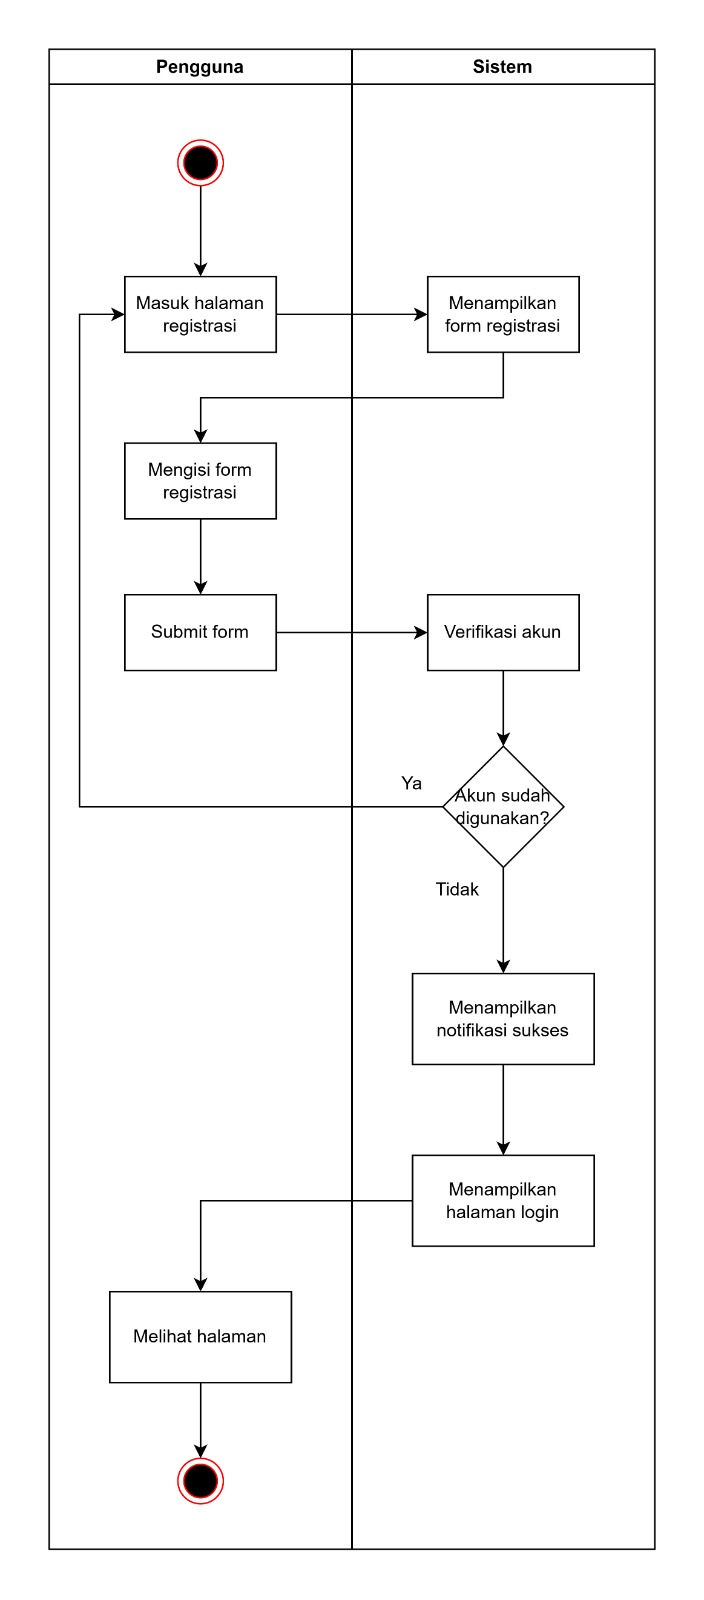 Pengguna
Sistem
Masuk halaman
registrasi
Menampilkan
form registrasi
Mengisi form
registrasi
Submit form
Verifikasi akun
Ya
Akun sudah
digunakan?
Tidak
Menampilkan
notifikasi sukses
Menampilkan
halaman login
Melihat halaman